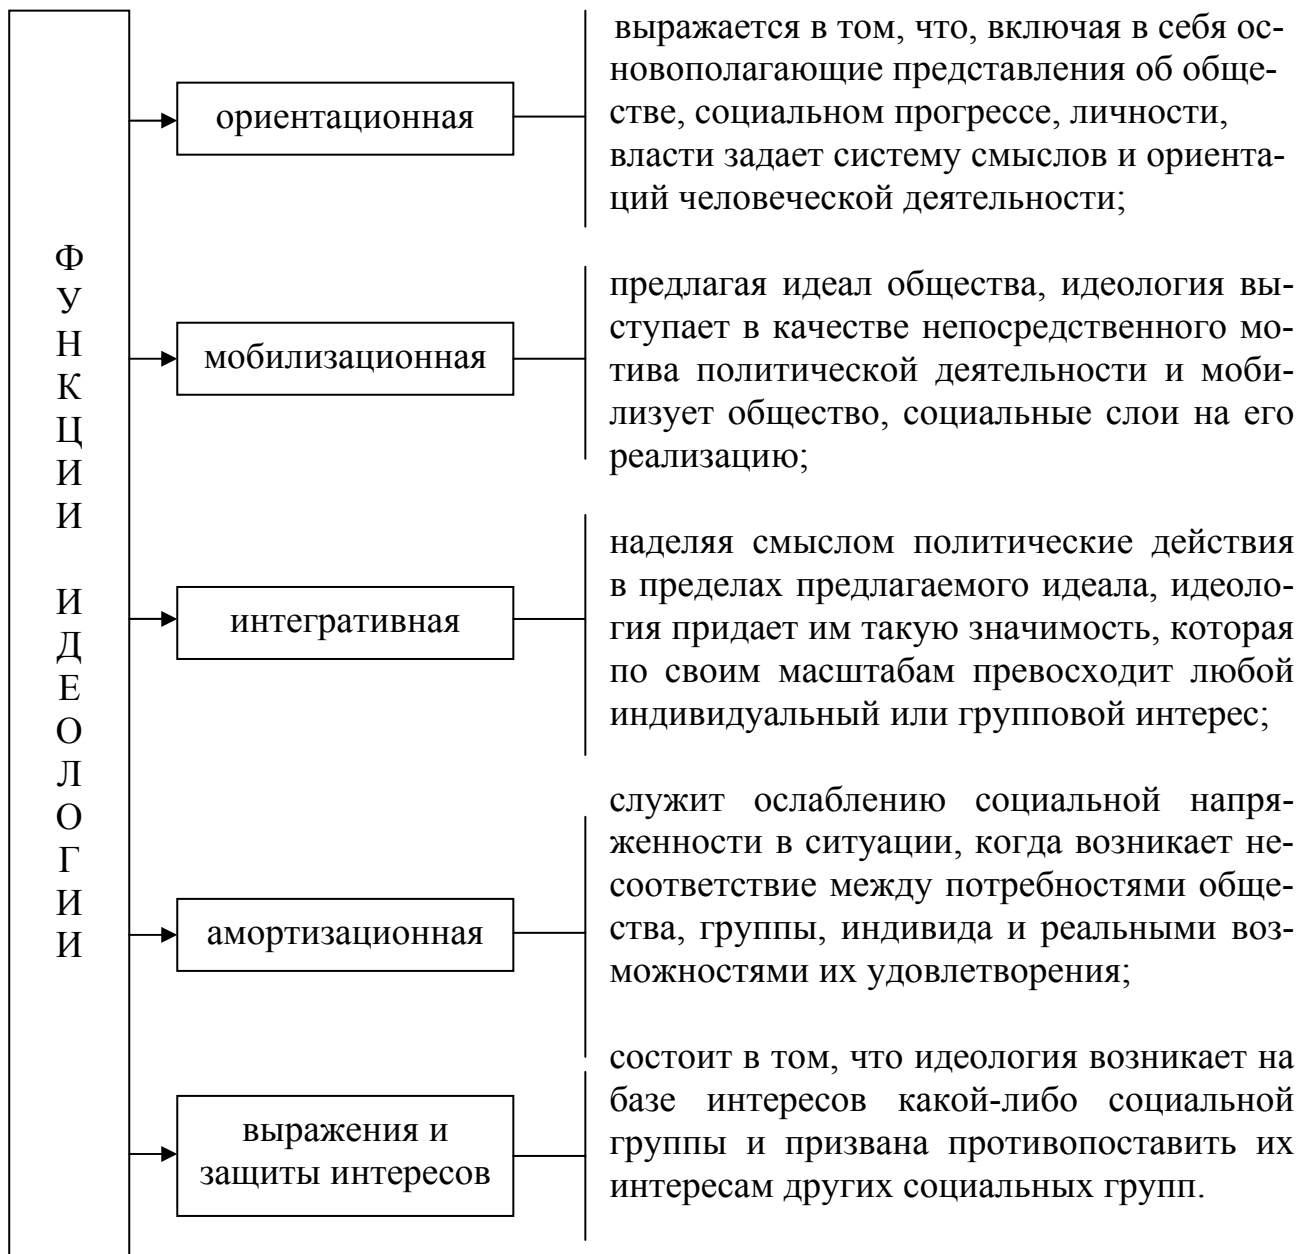 ФУНКЦИИ ИДЕОЛОГИИ
ориентационная
выражается в том, что, включая в себя ос-
новополагающие представления об обще-
стве, социальном прогрессе, личности,
власти задает систему смыслов и ориента-
ций человеческой деятельности;
мобилизационная
предлагая идеал общества, идеология вы-
ступает в качестве непосредственного мо-
тива политической деятельности и моби-
лизует общество, социальные слои на его
реализацию;
интегративная
наделяя смыслом политические действия
в пределах предлагаемого идеала, идеоло-
гия придает им такую значимость, которая
по своим масштабам превосходит любой
индивидуальный или групповой интерес;
амортизационная
служит ослаблению социальной напря-
женности в ситуации, когда возникает не-
соответствие между потребностями обще-
ства, группы, индивида и реальными воз-
можностями их удовлетворения;
выражения и
защиты интересов
состоит в том, что идеология возникает на
базе интересов какой-либо социальной
группы и призвана противопоставить их
интересам других социальных групп.